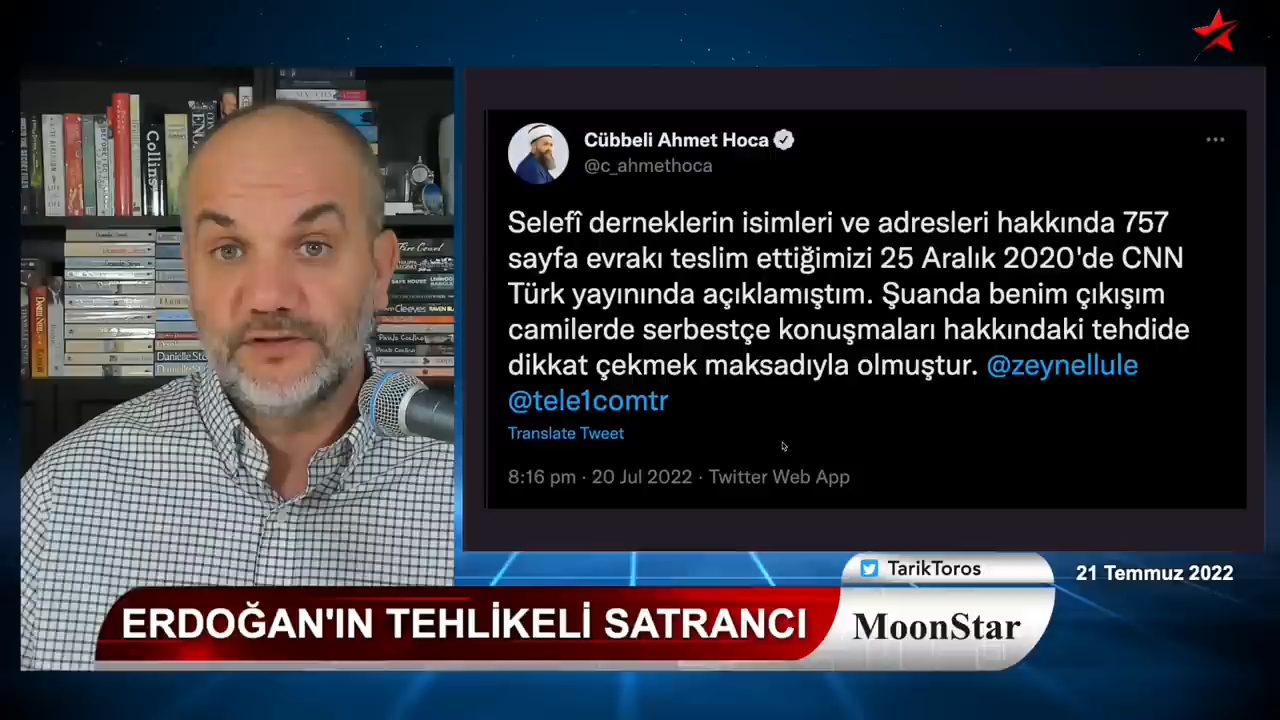 Cübbeli Ahmet Hoca
@c_ahmethoca
Selefî derneklerin isimleri ve adresleri hakkında 757
sayfa evrakı teslim ettiğimizi 25 Aralık 2020'de CNN
Türk yayınında açıklamıştım. Şuanda benim çıkışım
camilerde serbestçe konuşmaları hakkındaki tehdide
dikkat çekmek maksadıyla olmuştur. @zeynellule
@tele1comtr
Translate Tweet
8:16 pm · 20 Jul 2022 · Twitter Web App
TarikToros
21 Temmuz 2022
ERDOĞAN'IN TEHLİKELİ SATRANCI
MoonStar
Collins